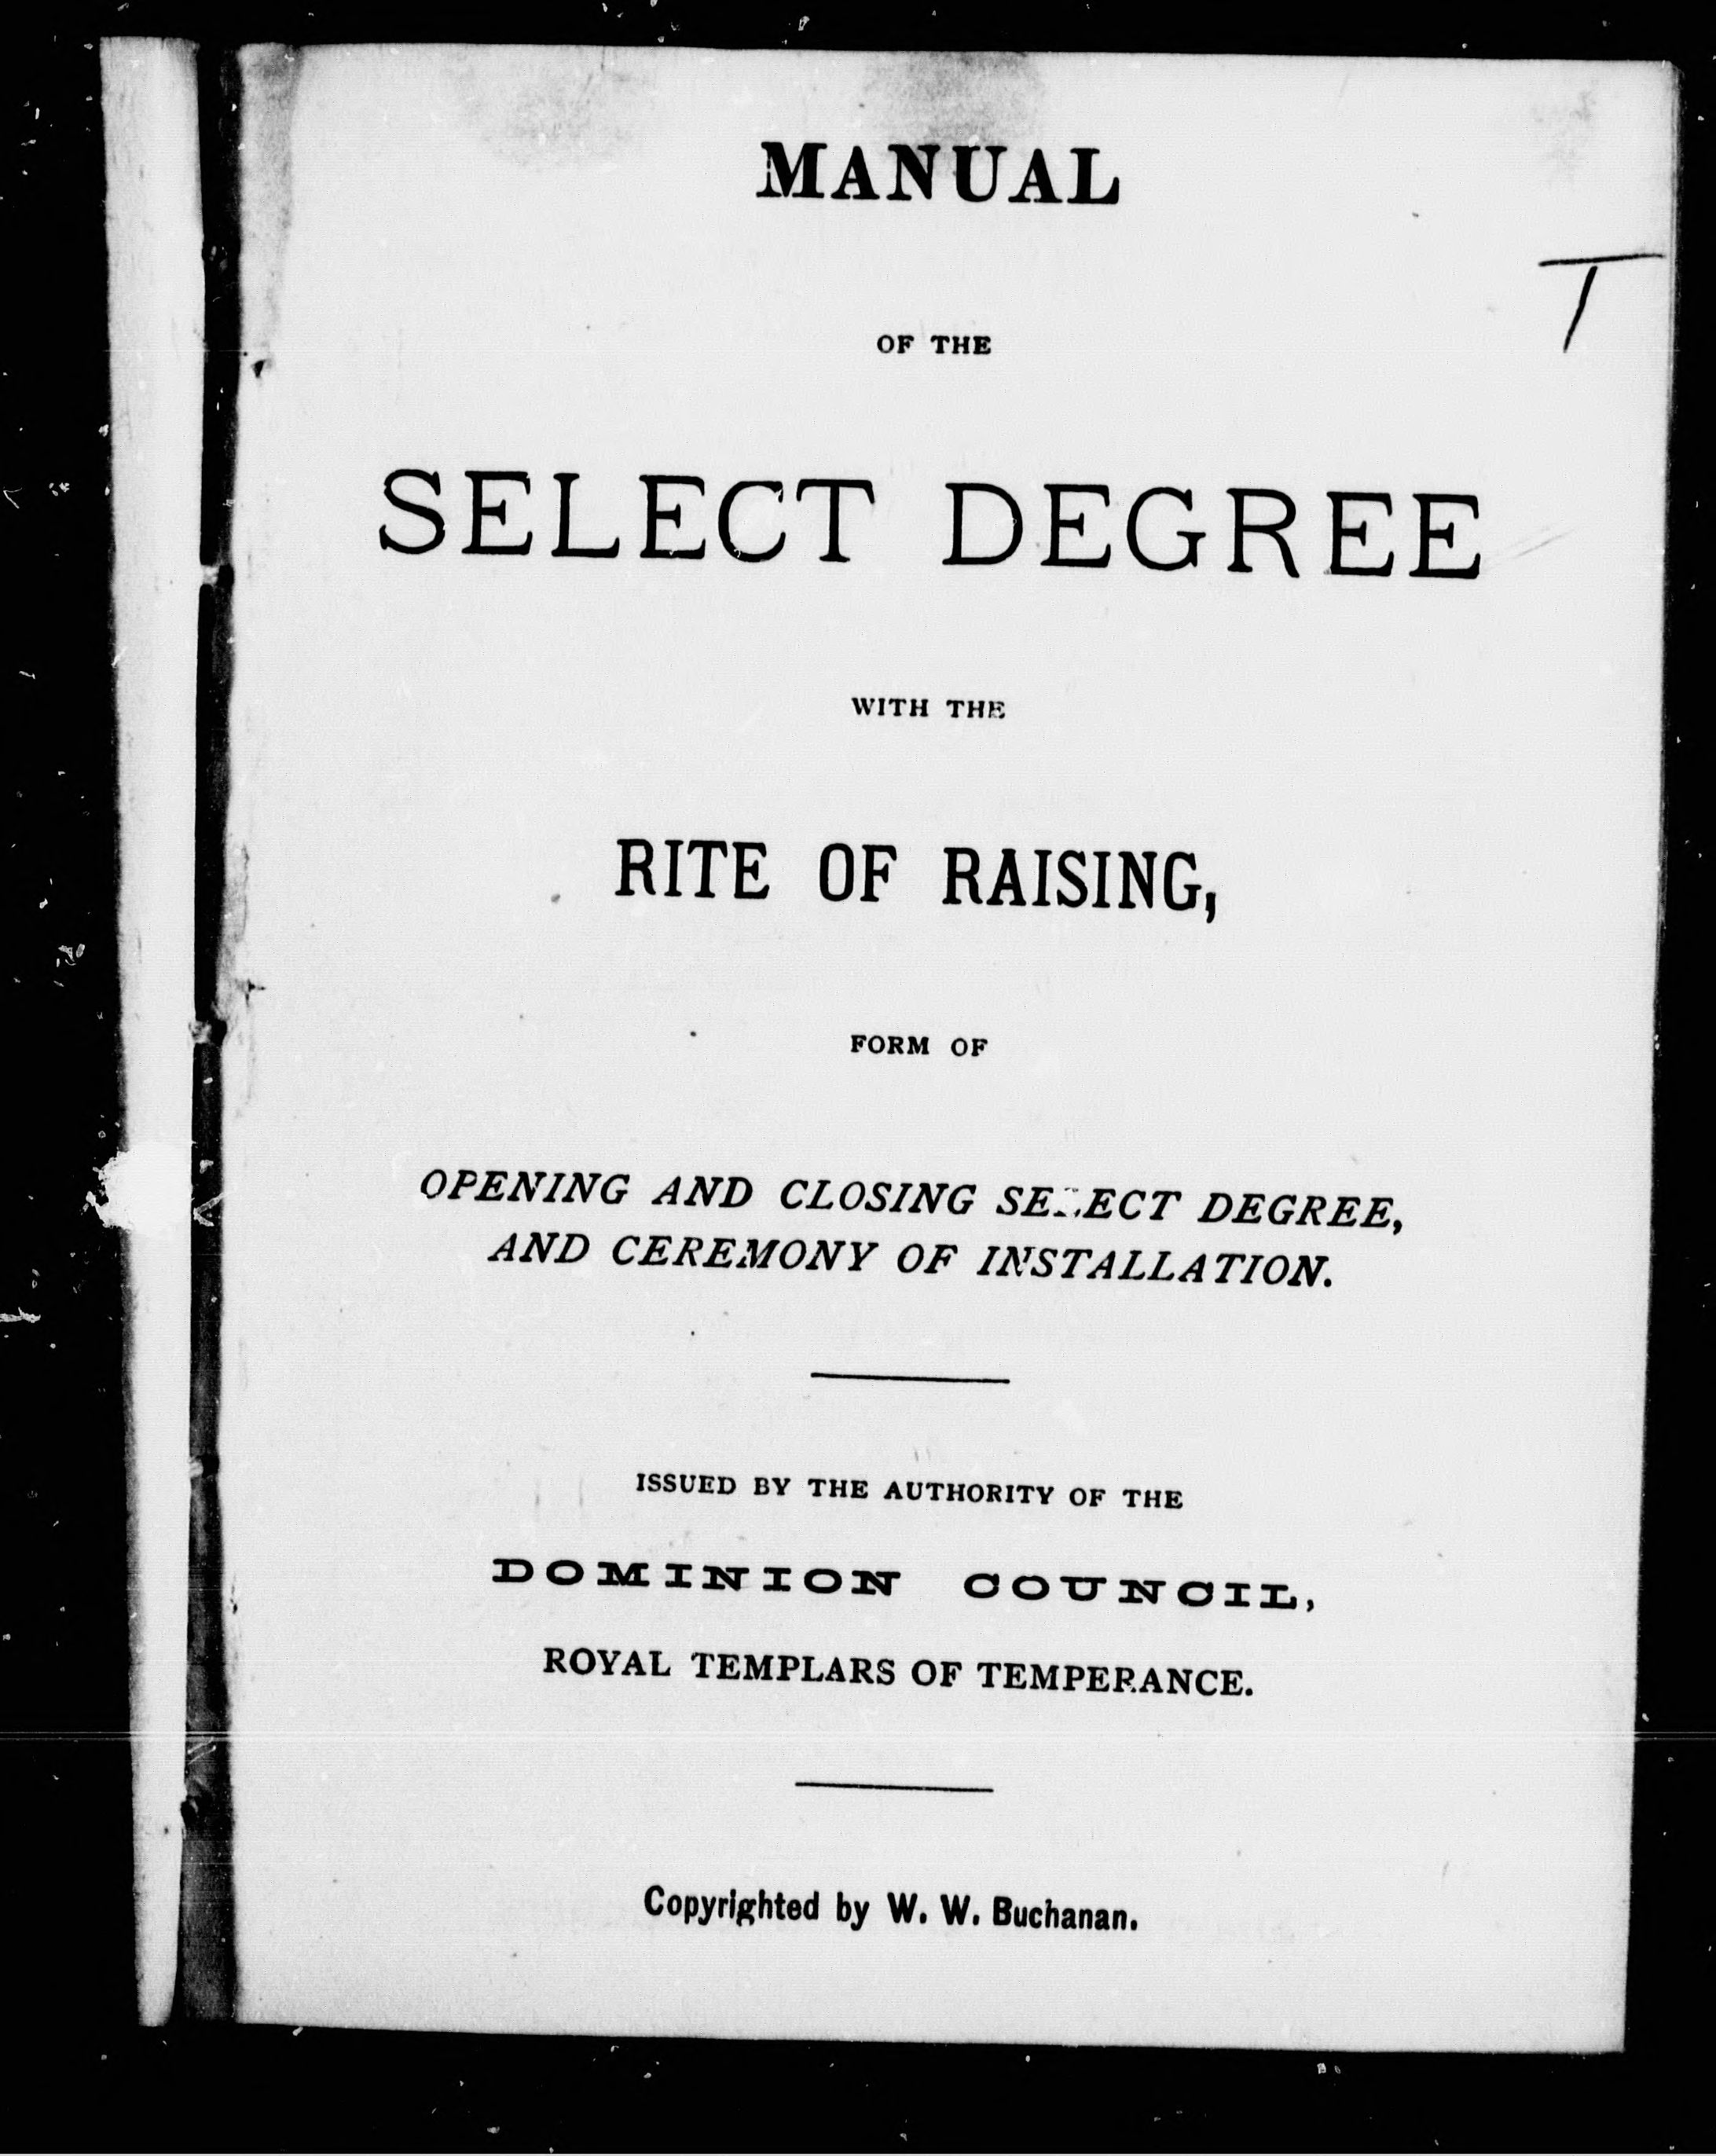 MANUAL
T
OF THE
SELECT DEGREE
WITH THE
RITE OF RAISING,
FORM OF
OPENING AND CLOSING SELECT DEGREE,
AND CEREMONY OF INSTALLATION.
ISSUED BY THE AUTHORITY OF THE
DOMINION COUNCIL,
ROYAL TEMPLARS OF TEMPERANCE.
Copyrighted by W. W. Buchanan.